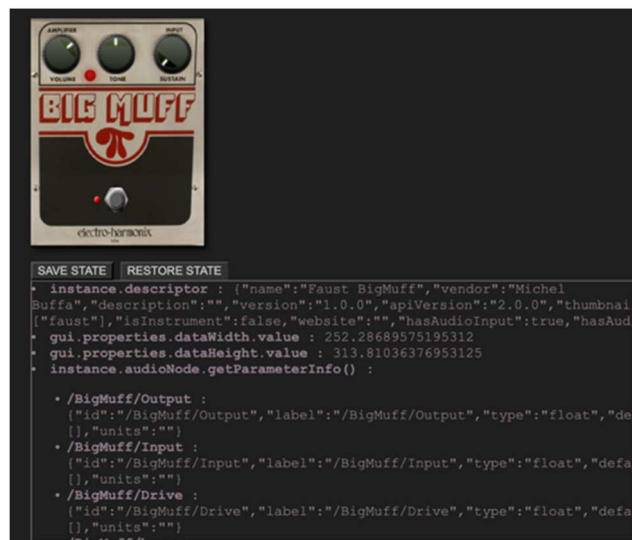 AMPLIFIER INPUT
VOLUME TONE SUSTAIN
BIG MUFF
π
electro-harmonix
SAVE STATE RESTORE STATE
• instance.descriptor : {"name":"Faust BigMuff","vendor":"Michel
Buffa","description":"","version":"1.0.0","apiVersion":"2.0.0","thumbnai
["faust"],"isInstrument":false,"website":"","hasAudioInput":true,"hasAud
• gui.properties.dataWidth.value : 252.28689575195312
• gui.properties.dataHeight.value : 313.81036376953125
• instance.audioNode.getParameterInfo() :
• /BigMuff/Output :
{"id":"/BigMuff/Output","label":"/BigMuff/Output","type":"float","de
[],"units":""}
• /BigMuff/Input :
{"id":"/BigMuff/Input","label":"/BigMuff/Input","type":"float","defa
[],"units":""}
• /BigMuff/Drive :
{"id":"/BigMuff/Drive","label":"/BigMuff/Drive","type":"float","defa
[],"units":""}